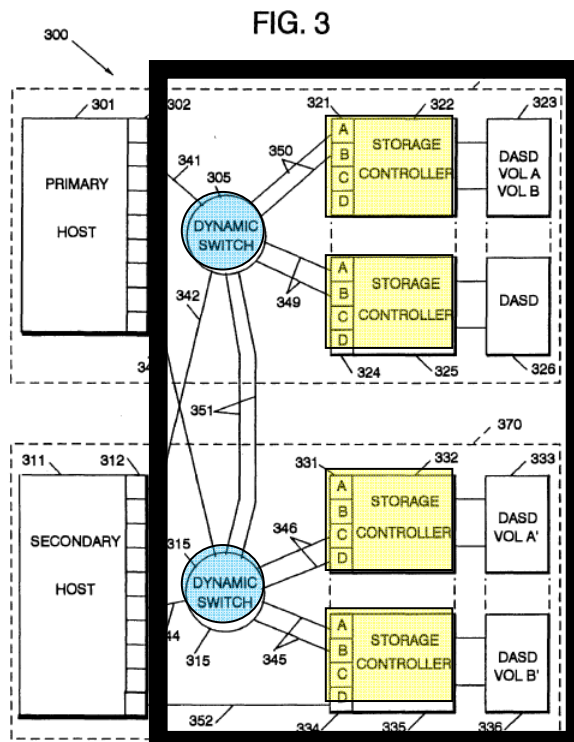 FIG. 3
300
301
302
PRIMARY
HOST
341
305
DYNAMIC
SWITCH
350
321
322
323
A
B
C
D
STORAGE
CONTROLLER
DASD
VOL A
VOL B
342
349
A
B
C
D
STORAGE
CONTROLLER
DASD
324
325
326
351
370
311
312
SECONDARY
HOST
315
DYNAMIC
SWITCH
315
331
332
333
A
B
C
D
STORAGE
CONTROLLER
DASD
VOL A'
346
345
A
B
C
D
STORAGE
CONTROLLER
DASD
VOL B'
352
334
335
336